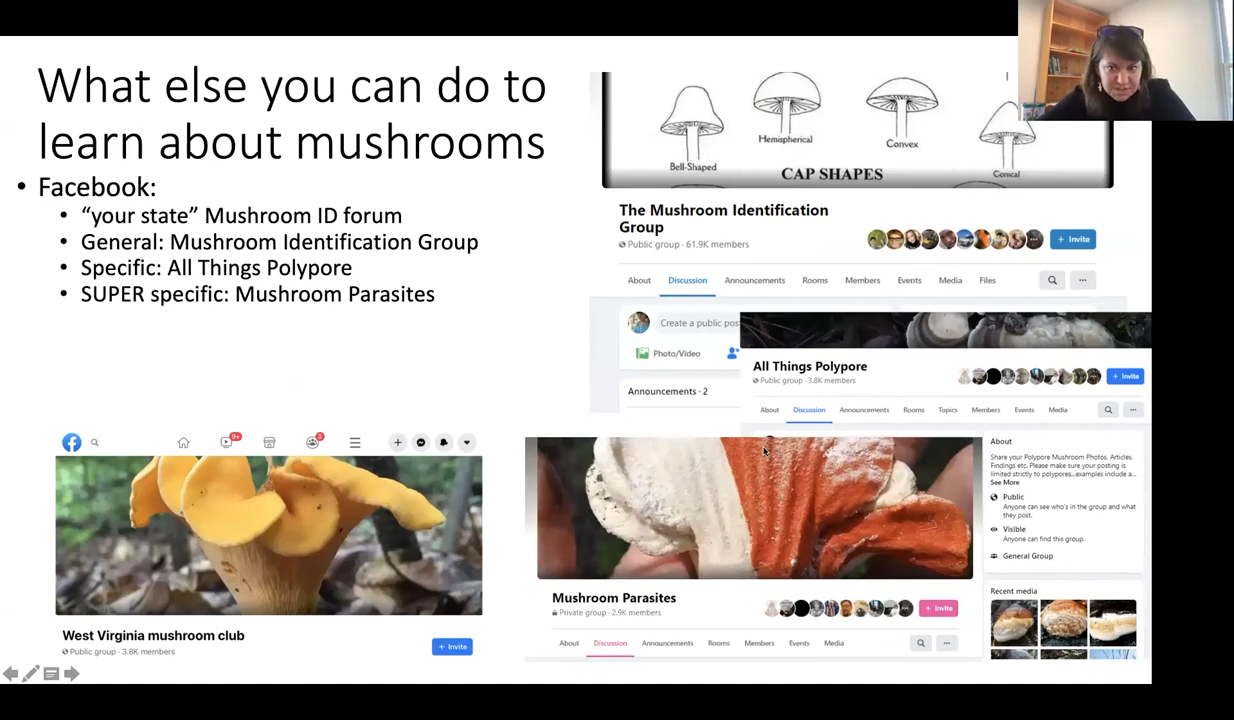 What else you can do to
learn about mushrooms
• Facebook:
• “your state” Mushroom ID forum
• General: Mushroom Identification Group
• Specific: All Things Polypore
• SUPER specific: Mushroom Parasites
Bell-Shaped
Hemispherical
Convex
Conical
CAP SHAPES
The Mushroom Identification
Group
Public group · 61.9K members
+ Invite
About Discussion Announcements Rooms Members Events Media Files
Create a public post
Photo/Video
Announcements · 2
All Things Polypore
Public group · 3.8K members
+ Invite
About Discussion Announcements Rooms Topics Members Events Media
About
Share your Polypore Mushroom Photos. Articles.
Findings etc. Please make sure your posting is
limited strictly to polypores...examples include a...
See More
Public
Anyone can see who's in the group and what
they post.
Visible
Anyone can find this group.
General Group
Recent media
9+
3
West Virginia mushroom club
Public group · 3.8K members
+ Invite
Mushroom Parasites
Private group · 2.9K members
+ Invite
About Discussion Announcements Rooms Members Events Media